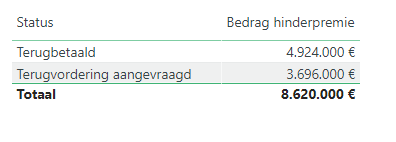 Status Bedrag hinderpremie
Terugbetaald 4.924.000 €
Terugvordering aangevraagd 3.696.000 €
Totaal 8.620.000 €